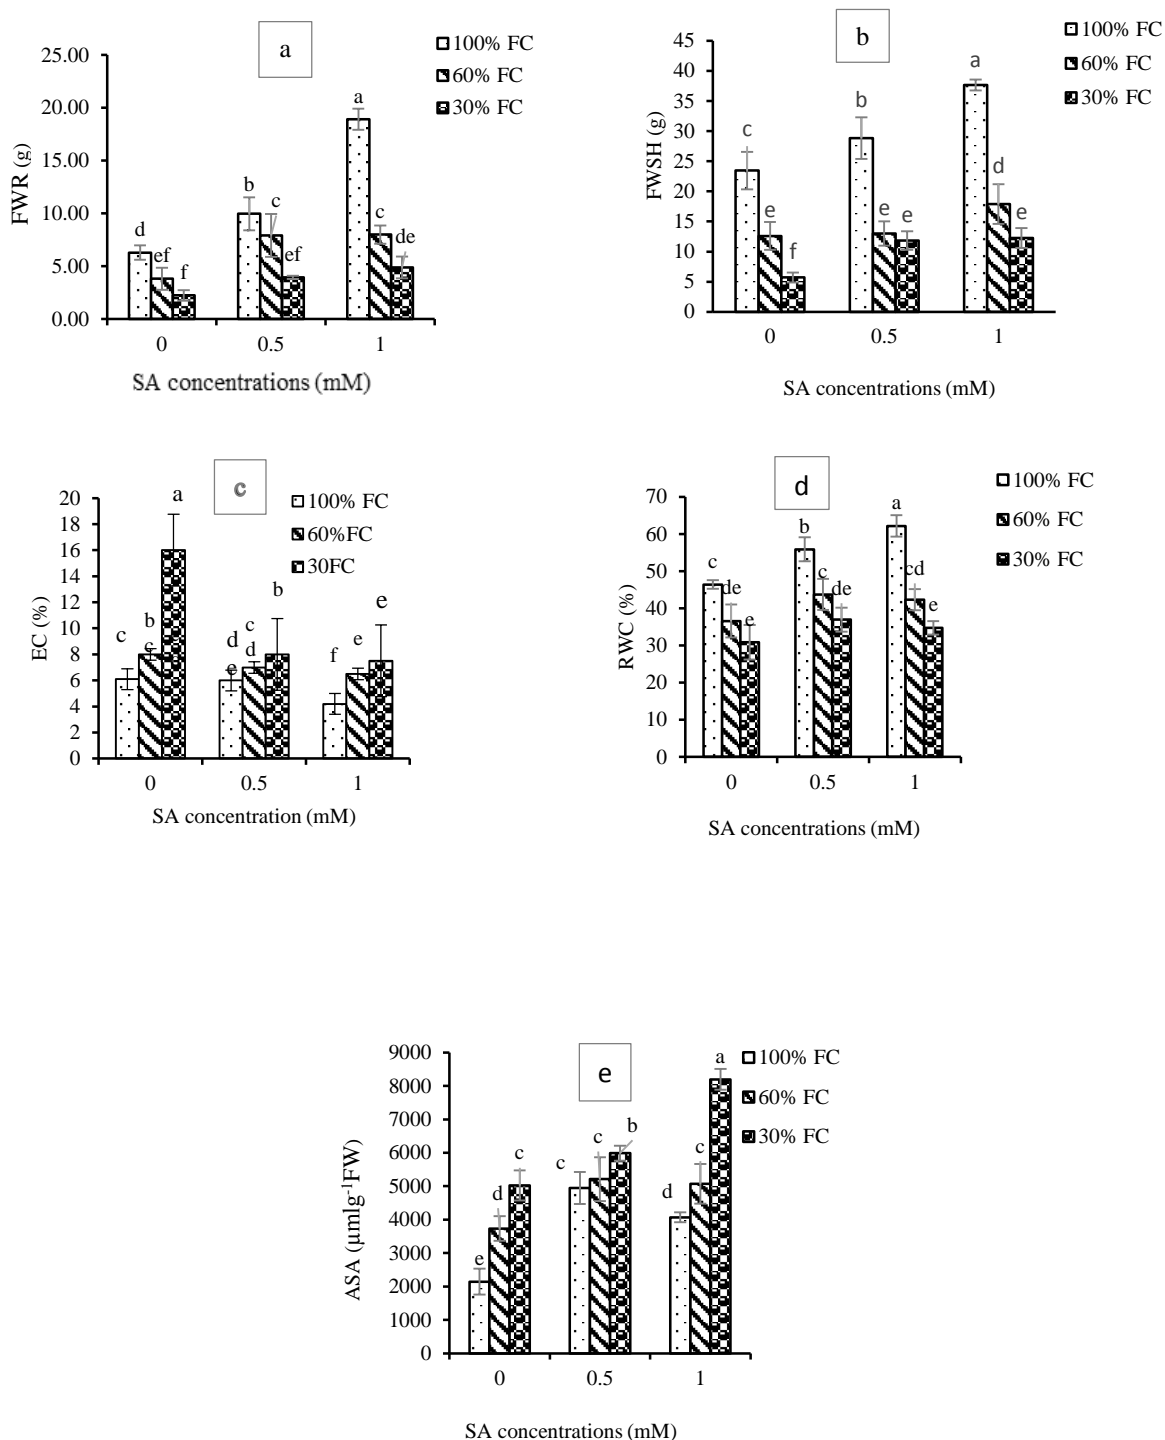 a
100% FC
60% FC
30% FC
25.00
20.00
15.00
10.00
5.00
0.00
FWR (g)
d
ef
f
b
c
ef
a
c
de
0
0.5
1
SA concentrations (mM)
b
100% FC
60% FC
30% FC
45
40
35
30
25
20
15
10
5
0
FWSH (g)
c
e
f
b
e
e
a
d
e
0
0.5
1
SA concentrations (mM)
c
100% FC
60%FC
30FC
20
18
16
14
12
10
8
6
4
2
0
EC (%)
c
b
c
a
d
e
c
d
b
f
e
e
0
0.5
1
SA concentration (mM)
d
100% FC
60% FC
30% FC
70
60
50
40
30
20
10
0
RWC (%)
c
de
e
b
c
de
a
cd
e
0
0.5
1
SA concentrations (mM)
e
100% FC
60% FC
30% FC
9000
8000
7000
6000
5000
4000
3000
2000
1000
0
ASA (µmlg-1FW)
e
d
c
c
c
b
d
c
a
0
0.5
1
SA concentrations (mM)